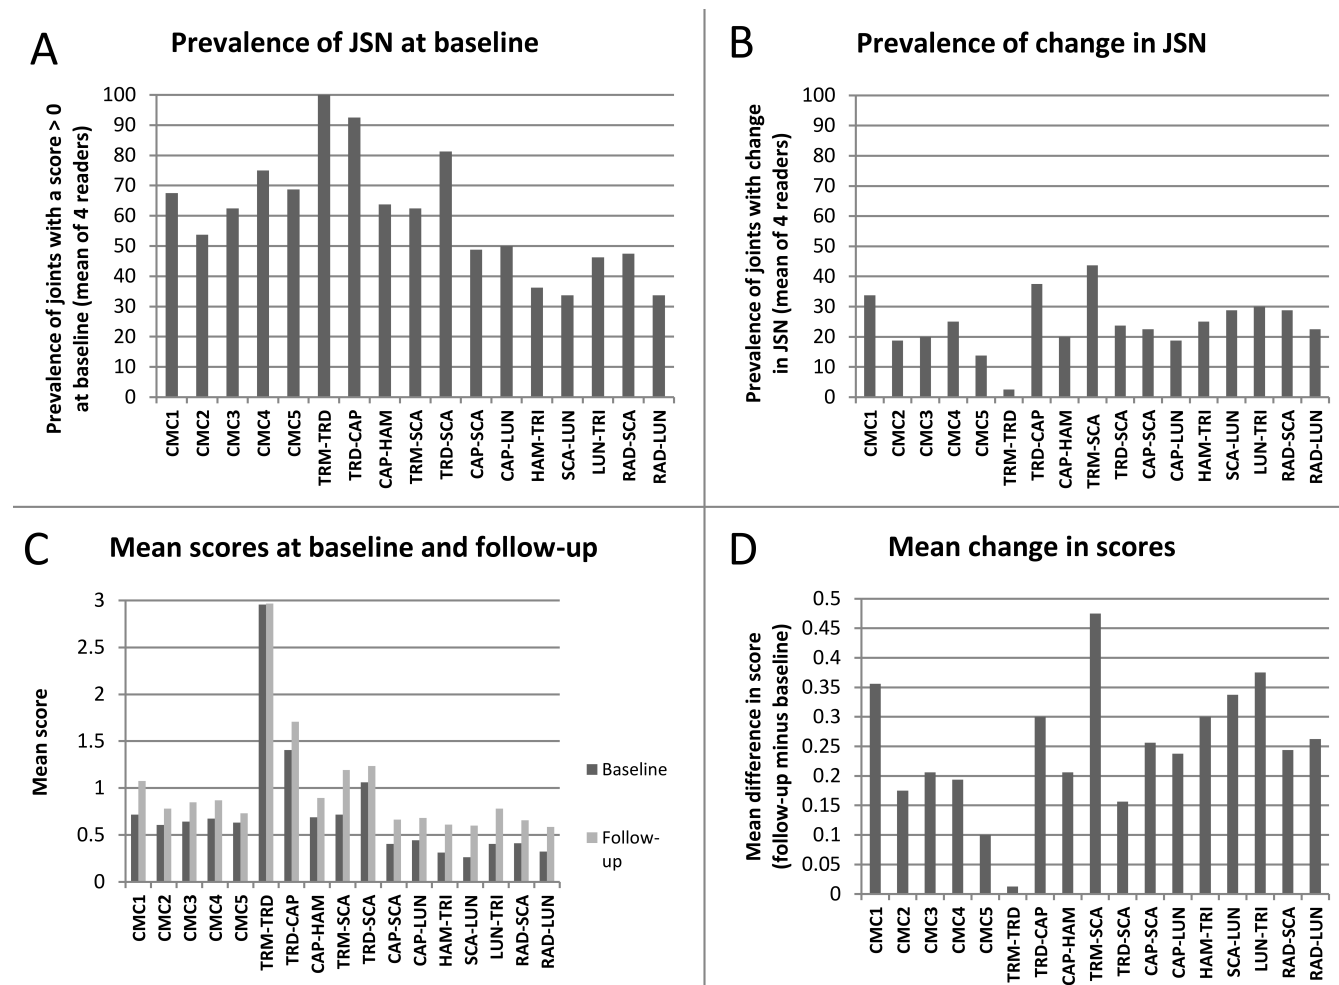 A
Prevalence of JSN at baseline
Prevalence of joints with a score > 0
at baseline (mean of 4 readers)
100
90
80
70
60
50
40
30
20
10
0
CMC1
CMC2
CMC3
CMC4
CMC5
TRM-TRD
TRD-CAP
CAP-HAM
TRM-SCA
TRD-SCA
CAP-SCA
CAP-LUN
HAM-TRI
SCA-LUN
LUN-TRI
RAD-SCA
RAD-LUN
B
Prevalence of change in JSN
Prevalence of joints with change
in JSN (mean of 4 readers)
100
90
80
70
60
50
40
30
20
10
0
CMC1
CMC2
CMC3
CMC4
CMC5
TRM-TRD
TRD-CAP
CAP-HAM
TRM-SCA
TRD-SCA
CAP-SCA
CAP-LUN
HAM-TRI
SCA-LUN
LUN-TRI
RAD-SCA
RAD-LUN
C
Mean scores at baseline and follow-up
Mean score
3
2.5
2
1.5
1
0.5
0
CMC1
CMC2
CMC3
CMC4
CMC5
TRM-TRD
TRD-CAP
CAP-HAM
TRM-SCA
TRD-SCA
CAP-SCA
CAP-LUN
HAM-TRI
SCA-LUN
LUN-TRI
RAD-SCA
RAD-LUN
Baseline
Follow-
up
D
Mean change in scores
Mean difference in score
(follow-up minus baseline)
0.5
0.45
0.4
0.35
0.3
0.25
0.2
0.15
0.1
0.05
0
CMC1
CMC2
CMC3
CMC4
CMC5
TRM-TRD
TRD-CAP
CAP-HAM
TRM-SCA
TRD-SCA
CAP-SCA
CAP-LUN
HAM-TRI
SCA-LUN
LUN-TRI
RAD-SCA
RAD-LUN